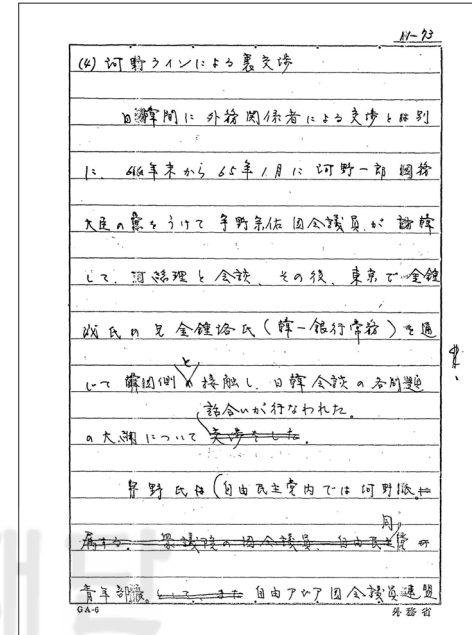 XI-93
(4) 河野ラインによる裏交渉
日韓間に外務関係者による交渉とは別
に、64年末から65年1月に河野一郎国務
大臣の意をうけて宇野宗佑国会議員が訪韓
して、丁総理と会談、その後、東京で金鍾
泌氏の兄金鍾珞氏(韓一銀行常務)を通
じて韓国側と接触し、日韓会談の各問題
の大綱について話合いが行なわれた。
交渉をした。
宇野氏は(自由民主党内では河野派に
属する 衆議院の国会議員、自由民主党の
同
青年部長。として、また 自由アジア国会議員連盟
GA-6
外務省
재단